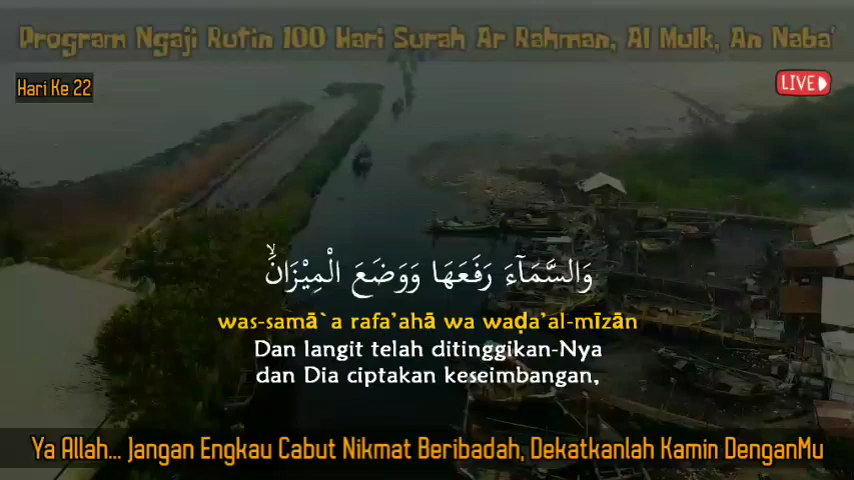 Program Ngaji Rutin 100 Hari Surah Ar Rahman, Al Mulk, An Naba'
Hari Ke 22
LIVE
وَالسَّمَاۤءَ رَفَعَهَا وَوَضَعَ الْمِيْزَانَۙ
was-samā`a rafa'ahā wa waḍa'al-mīzān
Dan langit telah ditinggikan-Nya
dan Dia ciptakan keseimbangan,
Ya Allah... Jangan Engkau Cabut Nikmat Beribadah, Dekatkanlah Kamin DenganMu